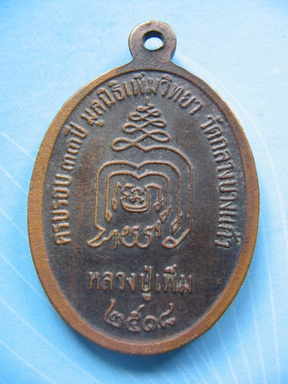 ครบรอบ ๓๓ ปี มูลนิธิเพิ่มวิทยา วัดกลางบางแก้ว
หลวงปู่เพิ่ม
๒๕๑๘